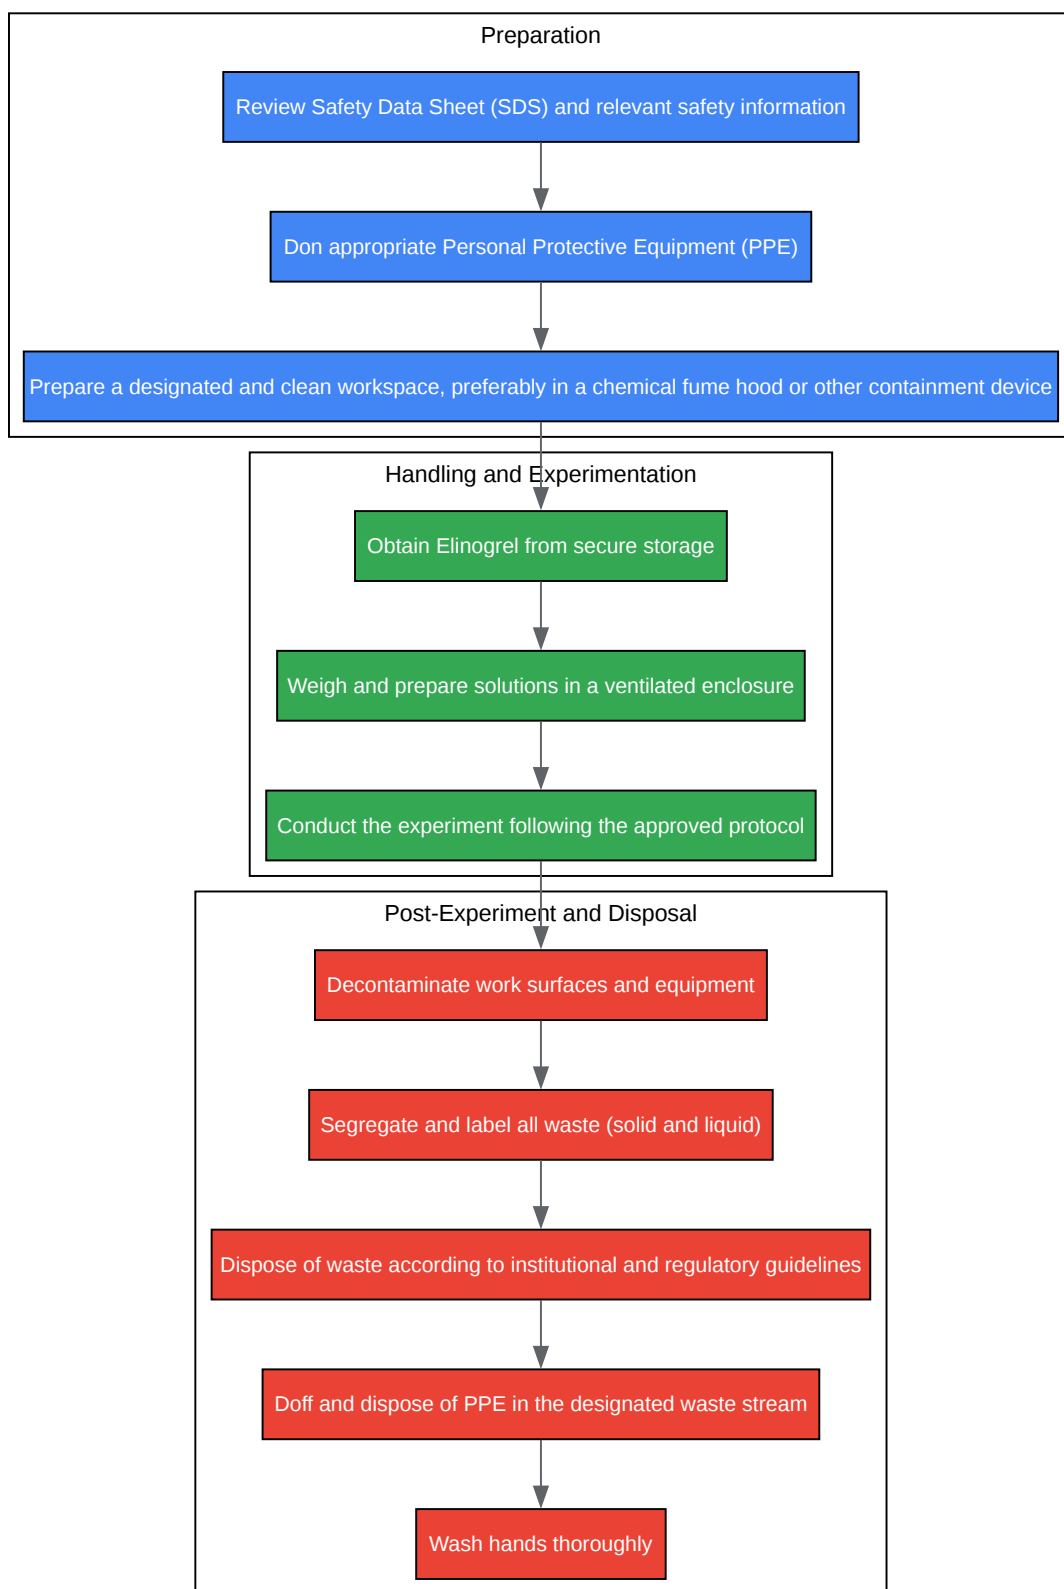 Preparation
Review Safety Data Sheet (SDS) and relevant safety information
Don appropriate Personal Protective Equipment (PPE)
Prepare a designated and clean workspace, preferably in a chemical fume hood or other containment device
Handling and Experimentation
Obtain Elinogrel from secure storage
Weigh and prepare solutions in a ventilated enclosure
Conduct the experiment following the approved protocol
Post-Experiment and Disposal
Decontaminate work surfaces and equipment
Segregate and label all waste (solid and liquid)
Dispose of waste according to institutional and regulatory guidelines
Doff and dispose of PPE in the designated waste stream
Wash hands thoroughly